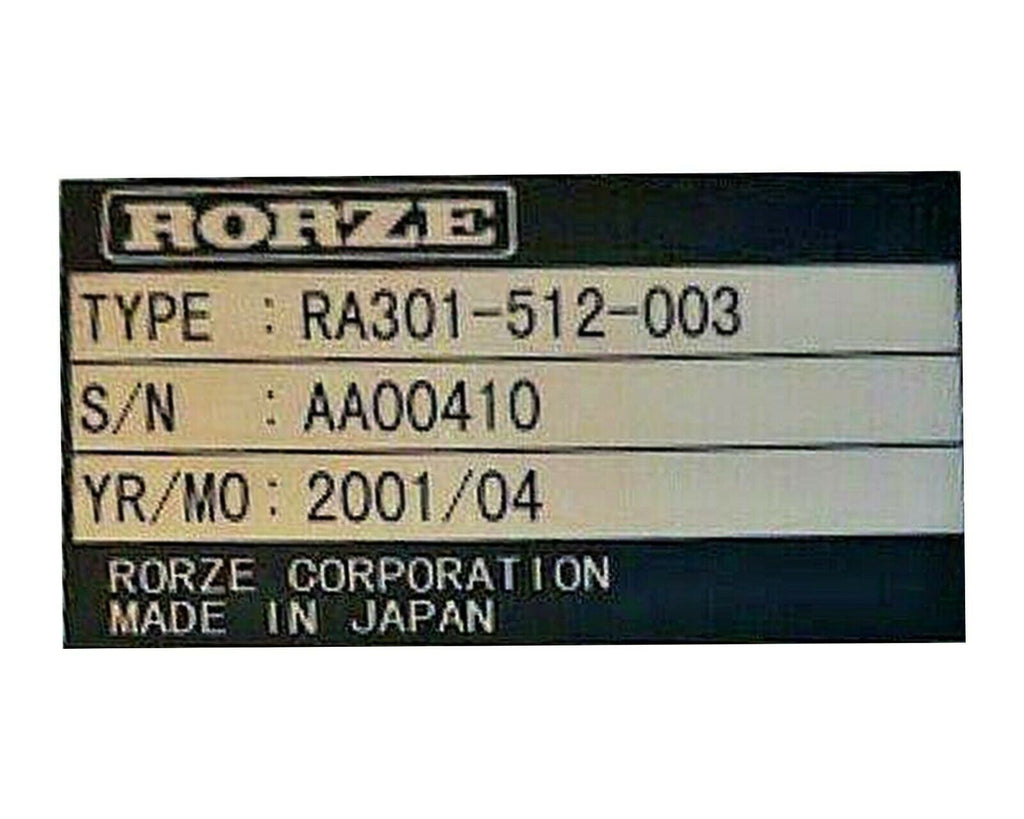 RORZE
TYPE : RA301-512-003
S/N : AA00410
YR/MO : 2001/04
RORZE CORPORATION
MADE IN JAPAN